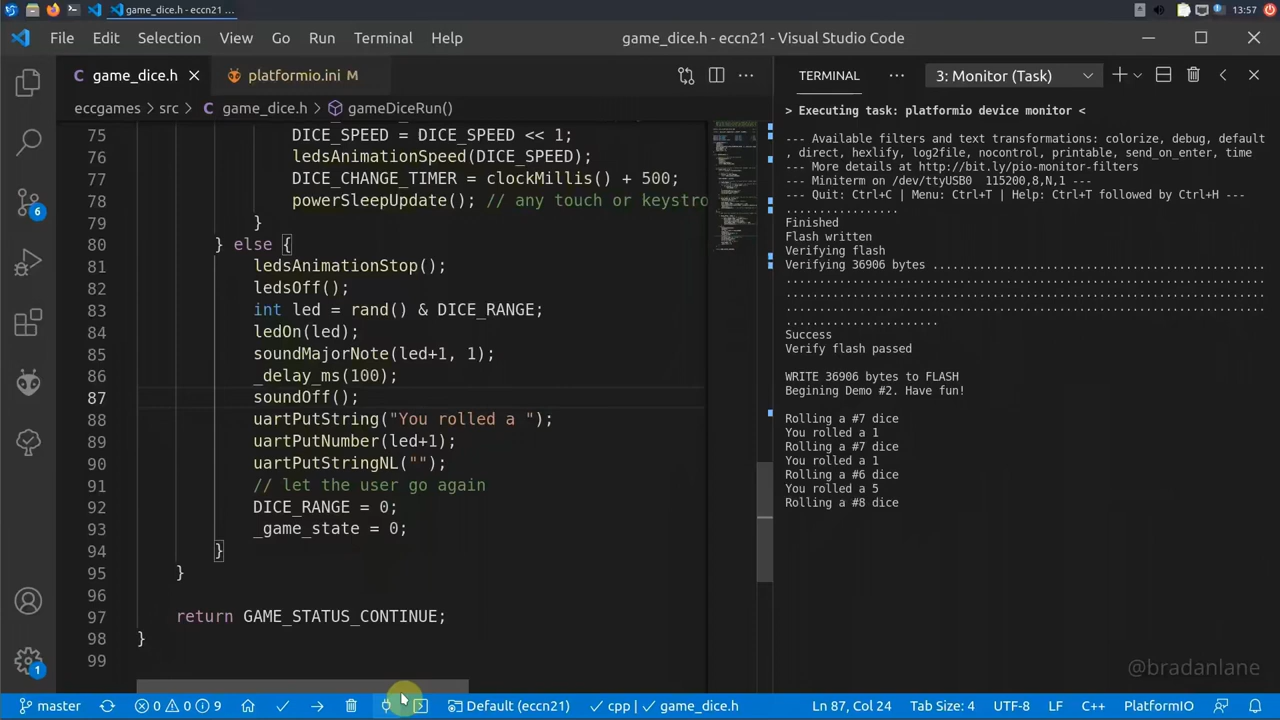 game_dice.h - eccn21 ...
13:57
File Edit Selection View Go Run Terminal Help
game_dice.h - eccn21 - Visual Studio Code
C game_dice.h
platformio.ini M
TERMINAL
3: Monitor (Task)
eccgames > src > C game_dice.h > gameDiceRun()
75 DICE_SPEED = DICE_SPEED << 1;
76 ledsAnimationSpeed(DICE_SPEED);
77 DICE_CHANGE_TIMER = clockMillis() + 500;
78 powerSleepUpdate(); // any touch or keystro
79 }
80 } else {
81 ledsAnimationStop();
82 ledsOff();
83 int led = rand() & DICE_RANGE;
84 ledOn(led);
85 soundMajorNote(led+1, 1);
86 _delay_ms(100);
87 soundOff();
88 uartPutString("You rolled a ");
89 uartPutNumber(led+1);
90 uartPutStringNL("");
91 // let the user go again
92 DICE_RANGE = 0;
93 _game_state = 0;
94 }
95 }
96
97 return GAME_STATUS_CONTINUE;
98 }
99
> Executing task: platformio device monitor <
--- Available filters and text transformations: colorize, debug, default
, direct, hexlify, log2file, nocontrol, printable, send_on_enter, time
--- More details at http://bit.ly/pio-monitor-filters
--- Miniterm on /dev/ttyUSB0 115200,8,N,1 ---
--- Quit: Ctrl+C | Menu: Ctrl+T | Help: Ctrl+T followed by Ctrl+H ---
................
Finished
Flash written
Verifying flash
Verifying 36906 bytes ...............................................
.....................................................................
.....................................................................
.....................................................................
......................
Success
Verify flash passed
WRITE 36906 bytes to FLASH
Begining Demo #2. Have fun!
Rolling a #7 dice
You rolled a 1
Rolling a #7 dice
You rolled a 1
Rolling a #6 dice
You rolled a 5
Rolling a #8 dice
6
1
@bradanlane
master 0 0 9 Default (eccn21) cpp | game_dice.h Ln 87, Col 24 Tab Size: 4 UTF-8 LF C++ PlatformIO